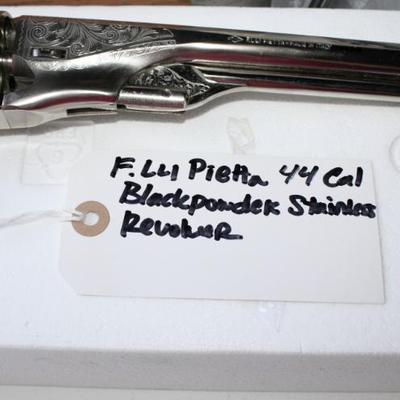 F.LLI Pietta 44 Cal
Blackpowder Stainless
Revolver